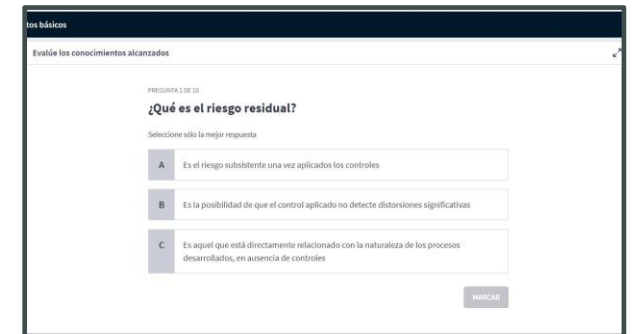 tos básicos
Evalúe los conocimientos alcanzados
PREGUNTA 1 DE 10
¿Qué es el riesgo residual?
Seleccione sólo la mejor respuesta
A Es el riesgo subsistente una vez aplicados los controles
B Es la posibilidad de que el control aplicado no detecte distorsiones significativas
C Es aquel que está directamente relacionado con la naturaleza de los procesos
desarrollados, en ausencia de controles
MARCAR